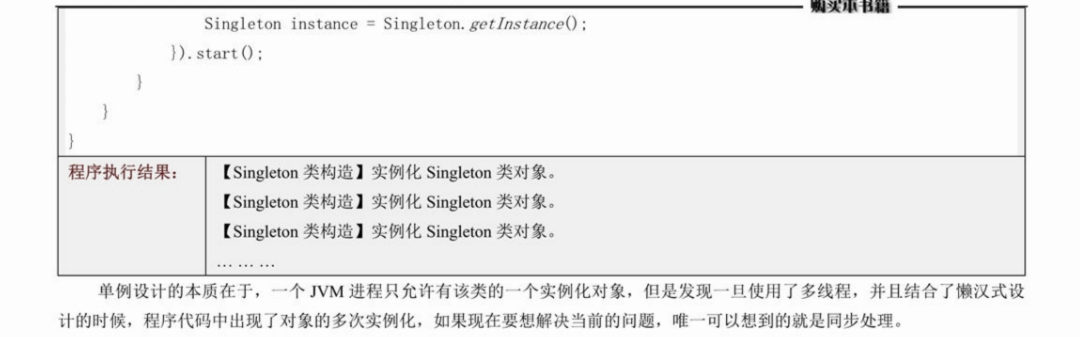 购买本书籍
Singleton instance = Singleton.getInstance();
}).start();
}
}
}
程序执行结果： 【Singleton 类构造】实例化 Singleton 类对象。
【Singleton 类构造】实例化 Singleton 类对象。
【Singleton 类构造】实例化 Singleton 类对象。
… … …
单例设计的本质在于，一个 JVM 进程只允许有该类的一个实例化对象，但是发现一旦使用了多线程，并且结合了懒汉式设
计的时候，程序代码中出现了对象的多次实例化，如果现在要想解决当前的问题，唯一可以想到的就是同步处理。